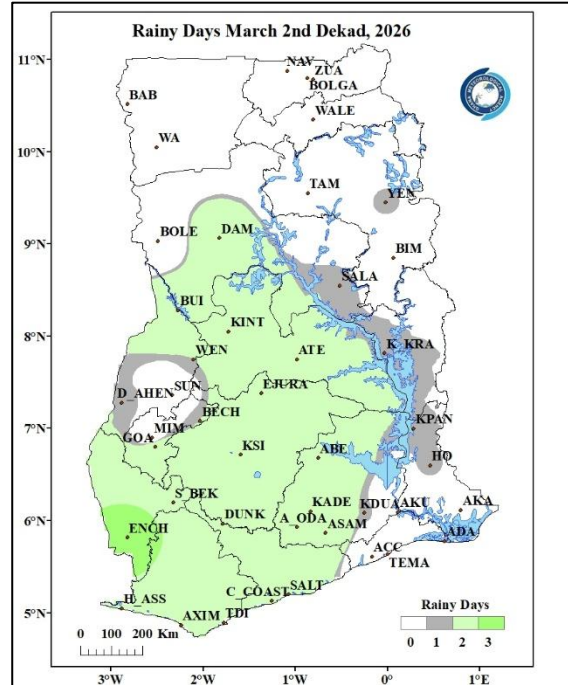 Rainy Days March 2nd Dekad, 2026
11°N
10°N
9°N
8°N
7°N
6°N
5°N
NAV
ZUA
BOLGA
BAB
WALE
WA
TAM
YEN
BOLE
DAM
BIM
SALA
BUI
KINT
K_KRA
WEN
ATE
SUN
D_AHEN
EJURA
BECH
KPAN
MIM
GOA
KSI
ABE
HO
S_BEK
KADE
KDUA
AKU
AKA
ENCH
DUNK
A_ODA
ASAM
ADA
ACC
TEMA
SALT
C_COAST
H_ASS
AXIM
TDI
0 100 200 Km
Rainy Days
0 1 2 3
3°W
2°W
1°W
0°
1°E